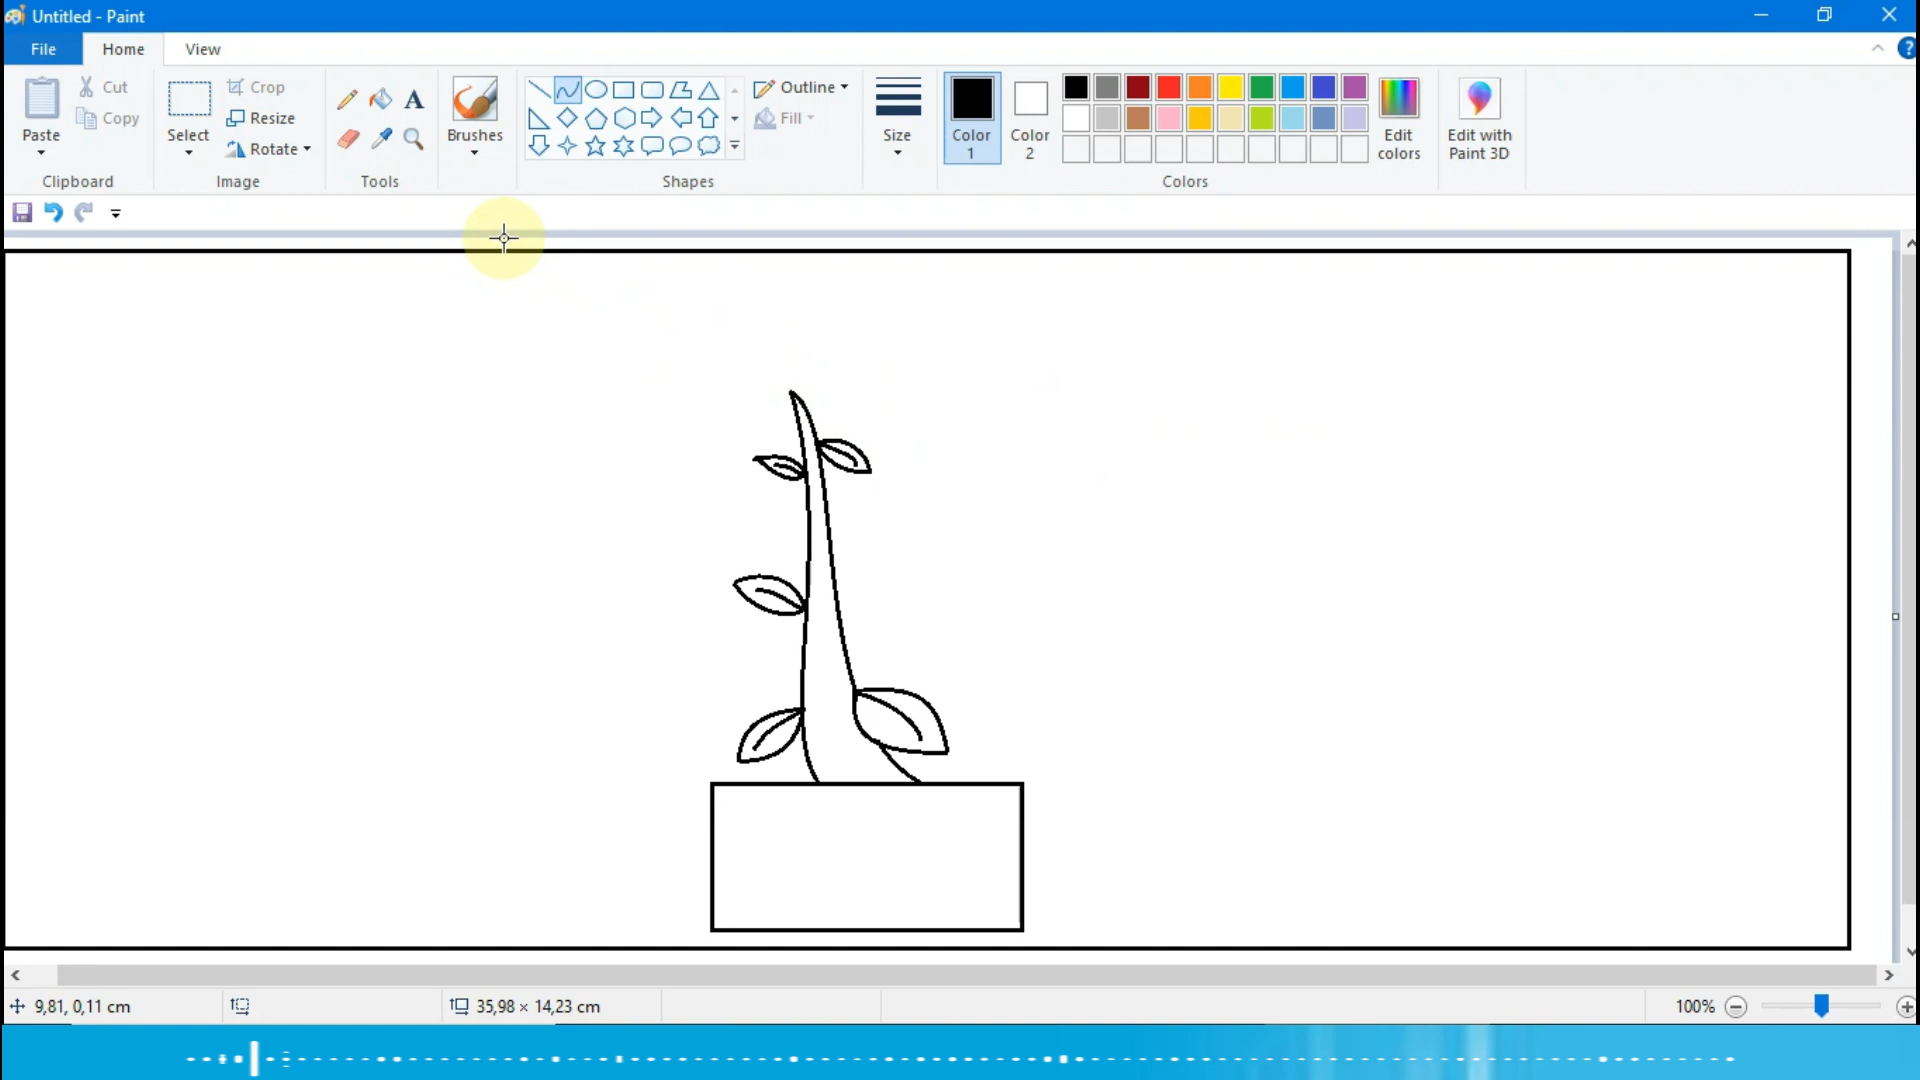 Untitled - Paint
File Home View
Paste
Cut
Copy
Clipboard
Select
Crop
Resize
Rotate
Image
A
Tools
Brushes
Shapes
Outline
Fill
Size
Color 1
Color 2
Edit colors
Colors
Edit with Paint 3D
?
9,81, 0,11 cm
35,98 × 14,23 cm
100%